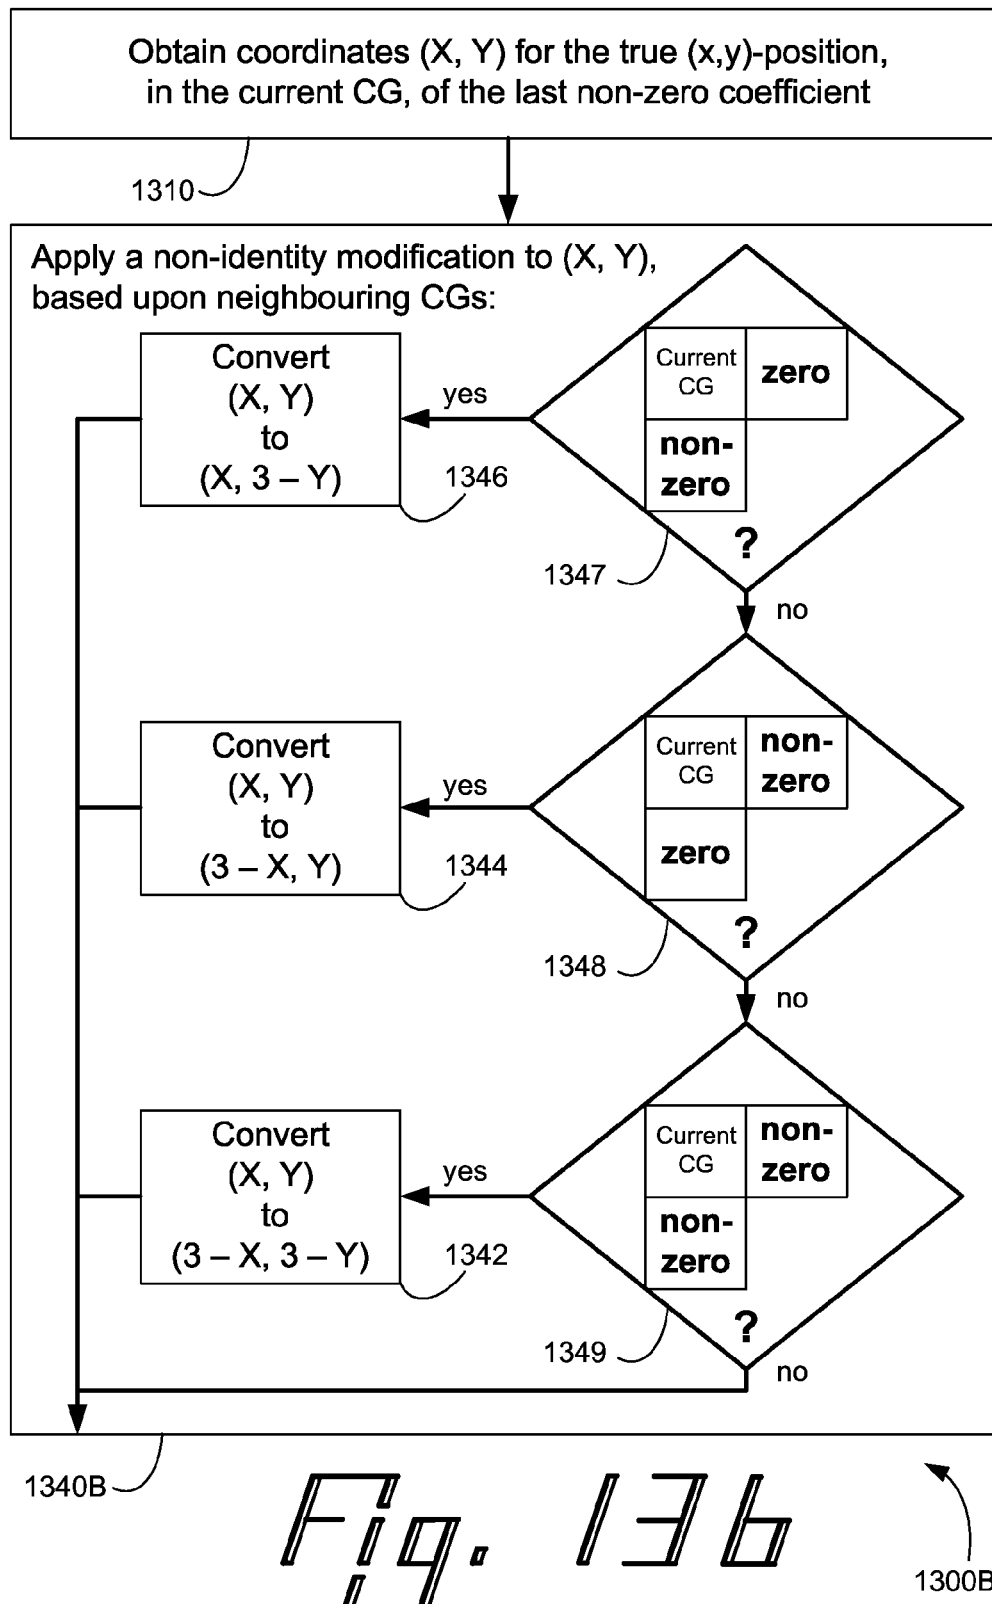 Obtain coordinates (X, Y) for the true (x,y)-position,
in the current CG, of the last non-zero coefficient
1310
Apply a non-identity modification to (X, Y),
based upon neighbouring CGs:
Convert
(X, Y)
to
(X, 3 – Y)
1346
yes
Current
CG
zero
non-
zero
?
1347
no
Convert
(X, Y)
to
(3 – X, Y)
1344
yes
Current
CG
non-
zero
zero
?
1348
no
Convert
(X, Y)
to
(3 – X, 3 – Y)
1342
yes
Current
CG
non-
zero
non-
zero
?
1349
no
1340B
Fig. 13b
1300B